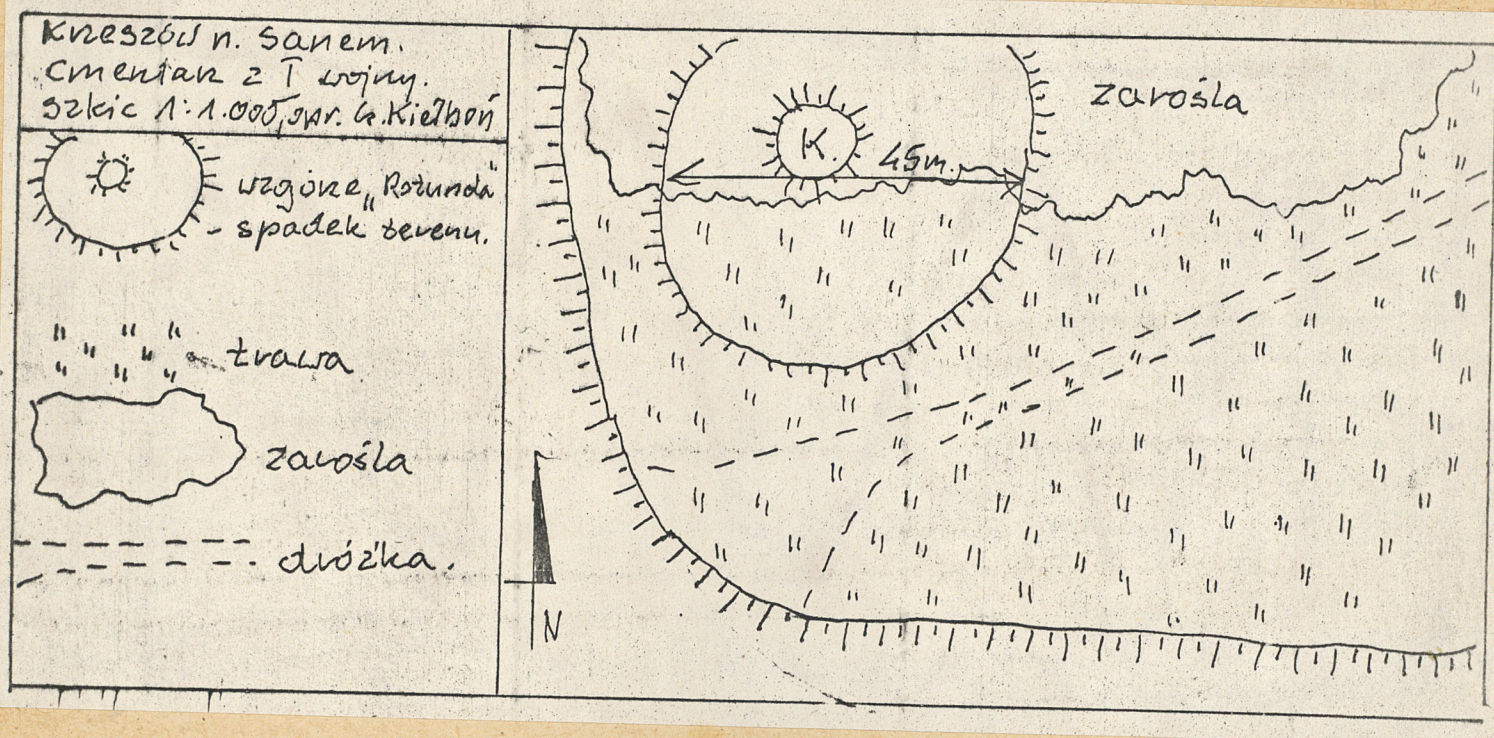 Krzeszów n. Sanem.
Cmentarz z I wojny.
szkic 1:1.000, opr. G. Kiełboń
wzgórze „Rotunda"
- spadek terenu.
trawa
zarośla
dróżka.
N
K.
45m.
zarośla